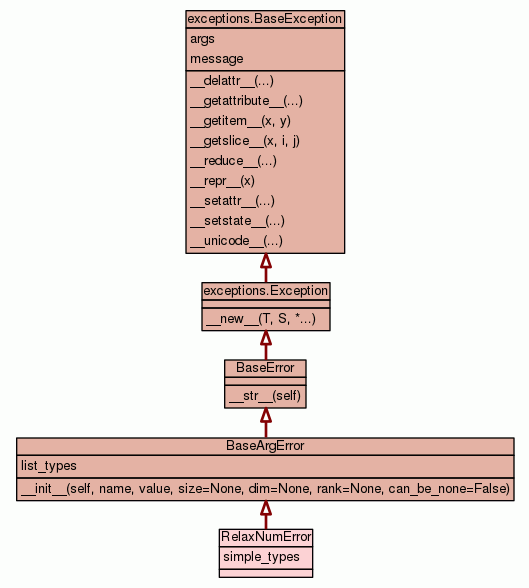 exceptions.BaseException
args
message
__delattr__(...)
__getattribute__(...)
__getitem__(x, y)
__getslice__(x, i, j)
__reduce__(...)
__repr__(x)
__setattr__(...)
__setstate__(...)
__unicode__(...)
exceptions.Exception
__new__(T, S, *...)
BaseError
__str__(self)
BaseArgError
list_types
__init__(self, name, value, size=None, dim=None, rank=None, can_be_none=False)
RelaxNumError
simple_types